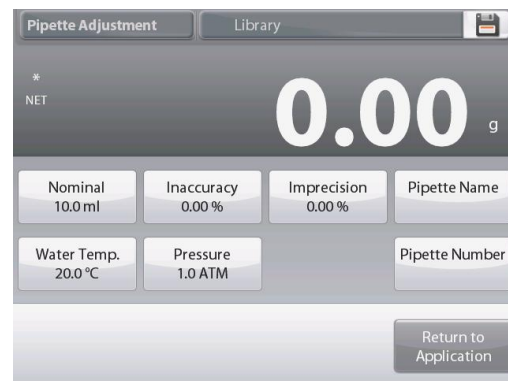 Pipette Adjustment Library
*
NET
0.00 g
Nominal Inaccuracy Imprecision Pipette Name
10.0 ml 0.00 % 0.00 %
Water Temp. Pressure Pipette Number
20.0 °C 1.0 ATM
Return to
Application